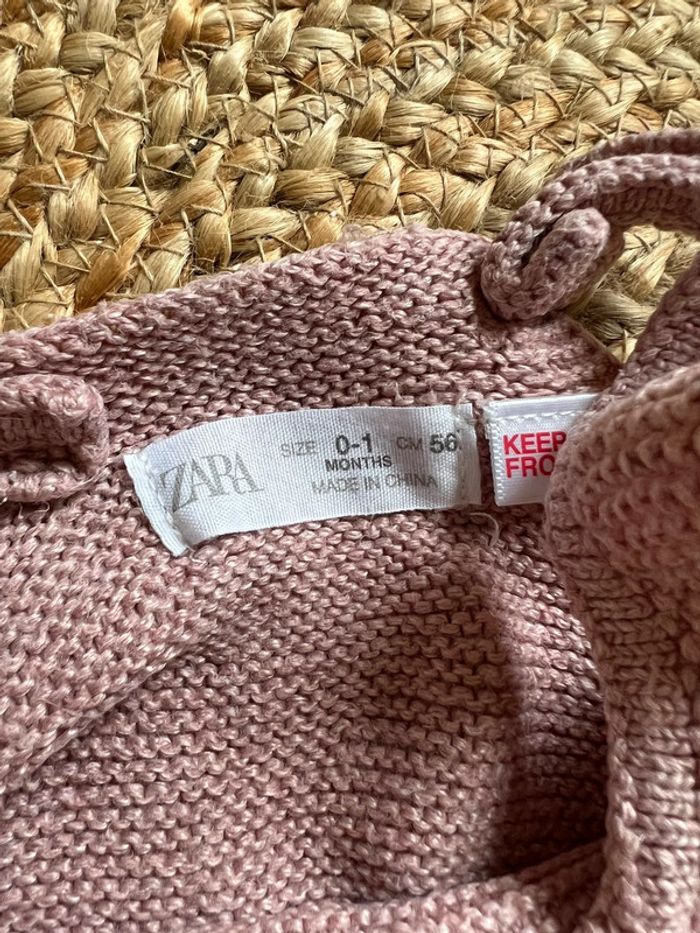 ZARA
SIZE 0-1 CM 56
MONTHS
MADE IN CHINA
KEEP
FRO